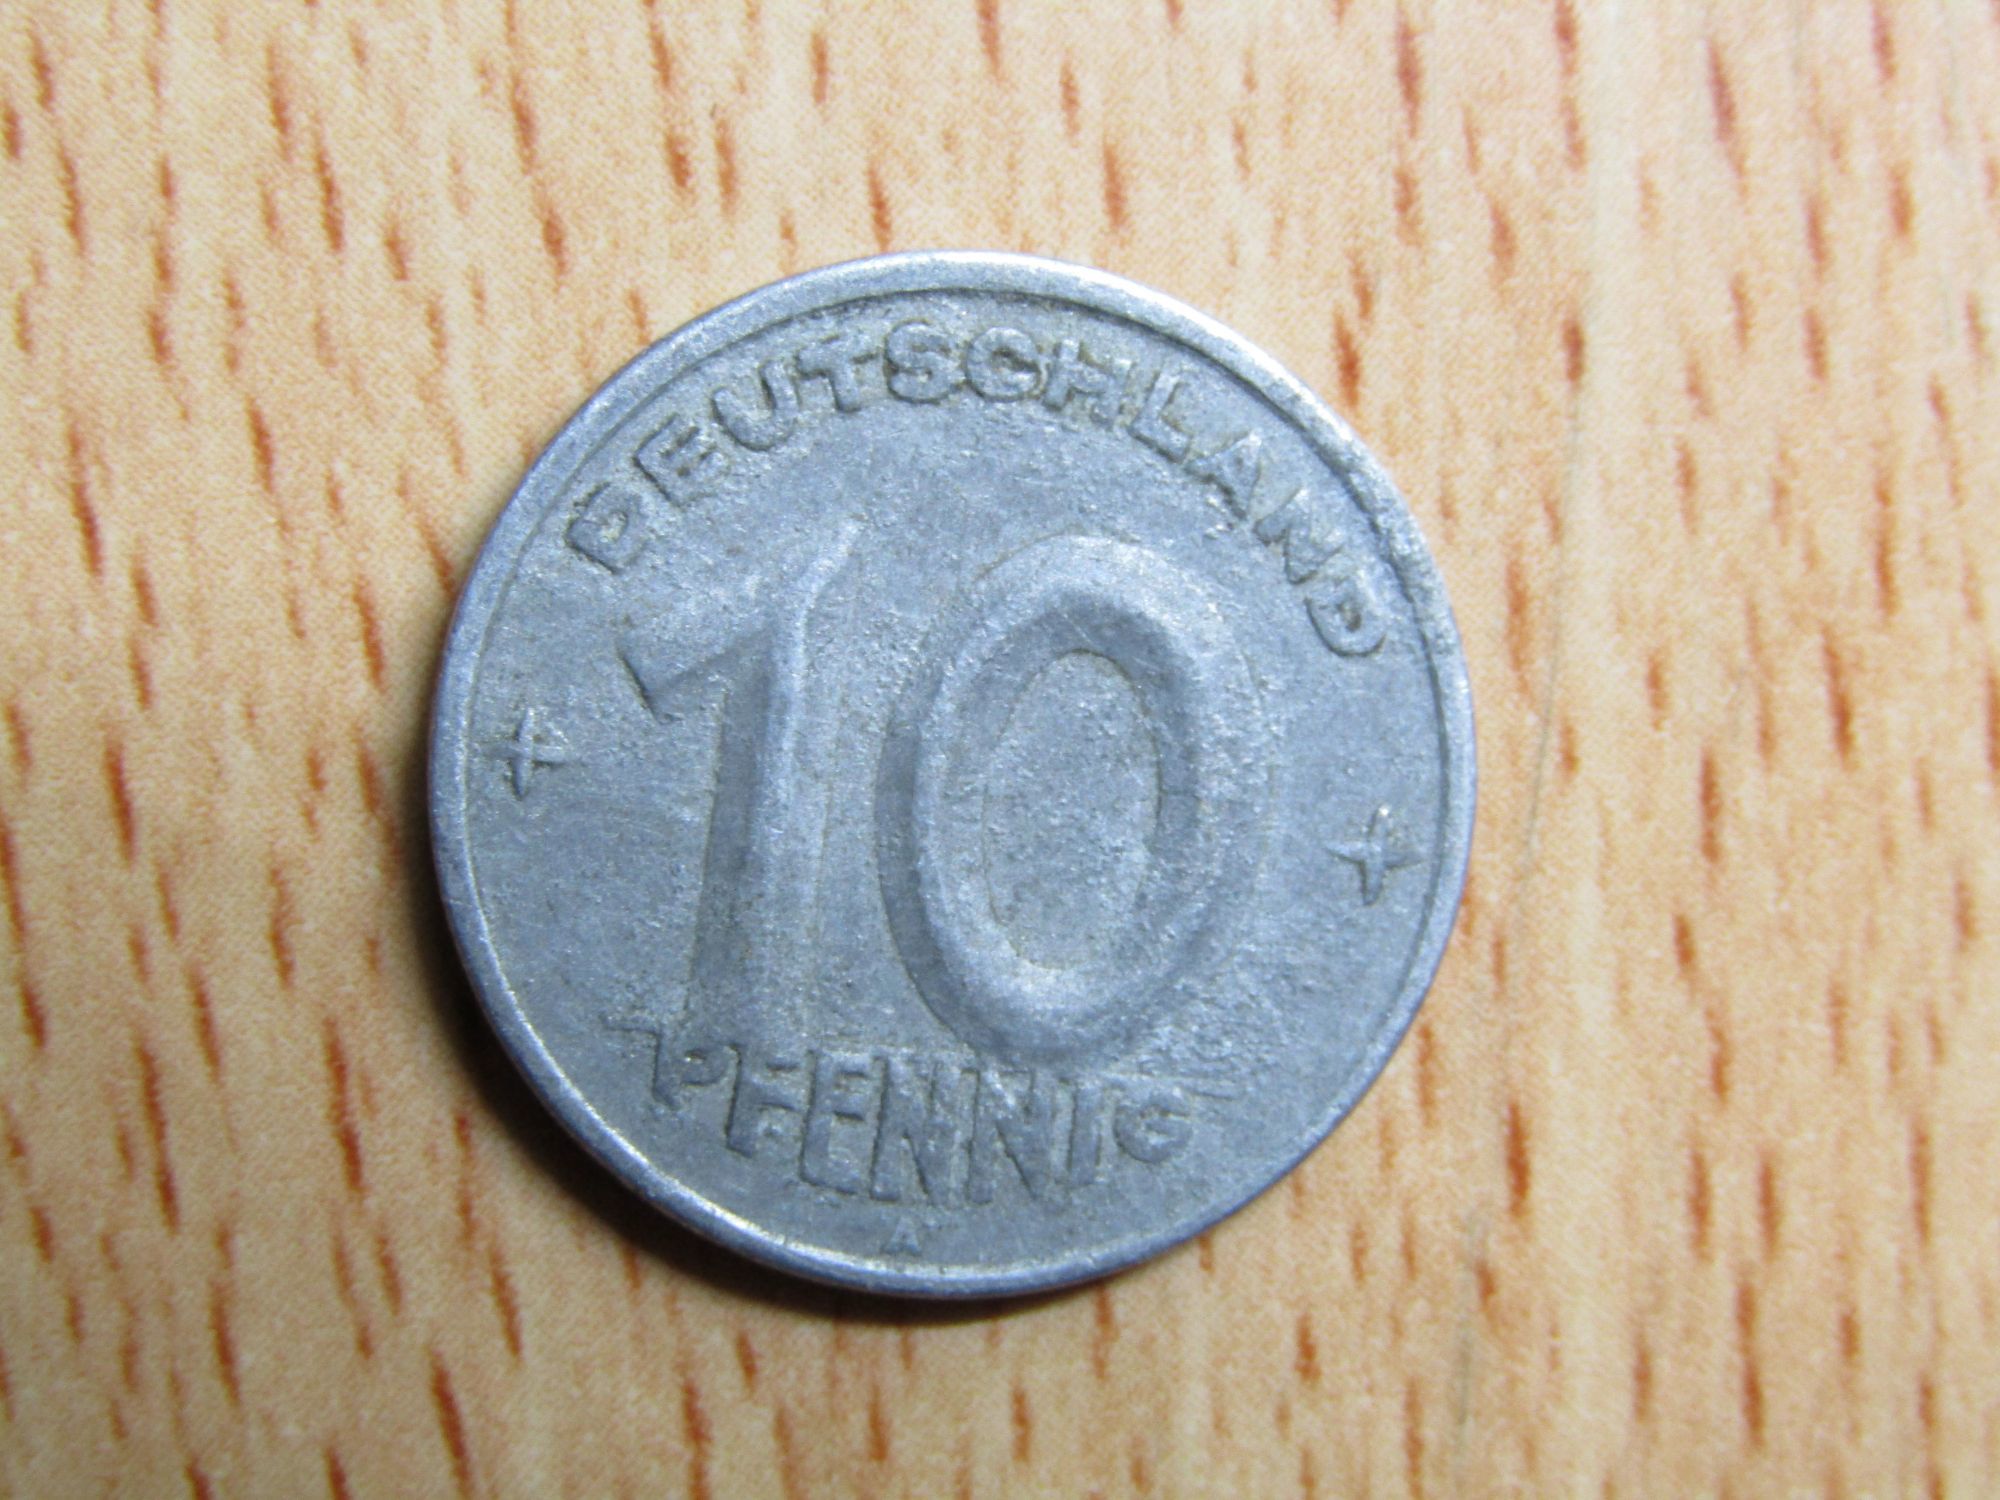 DEUTSCHLAND
10
PFENNIG
A